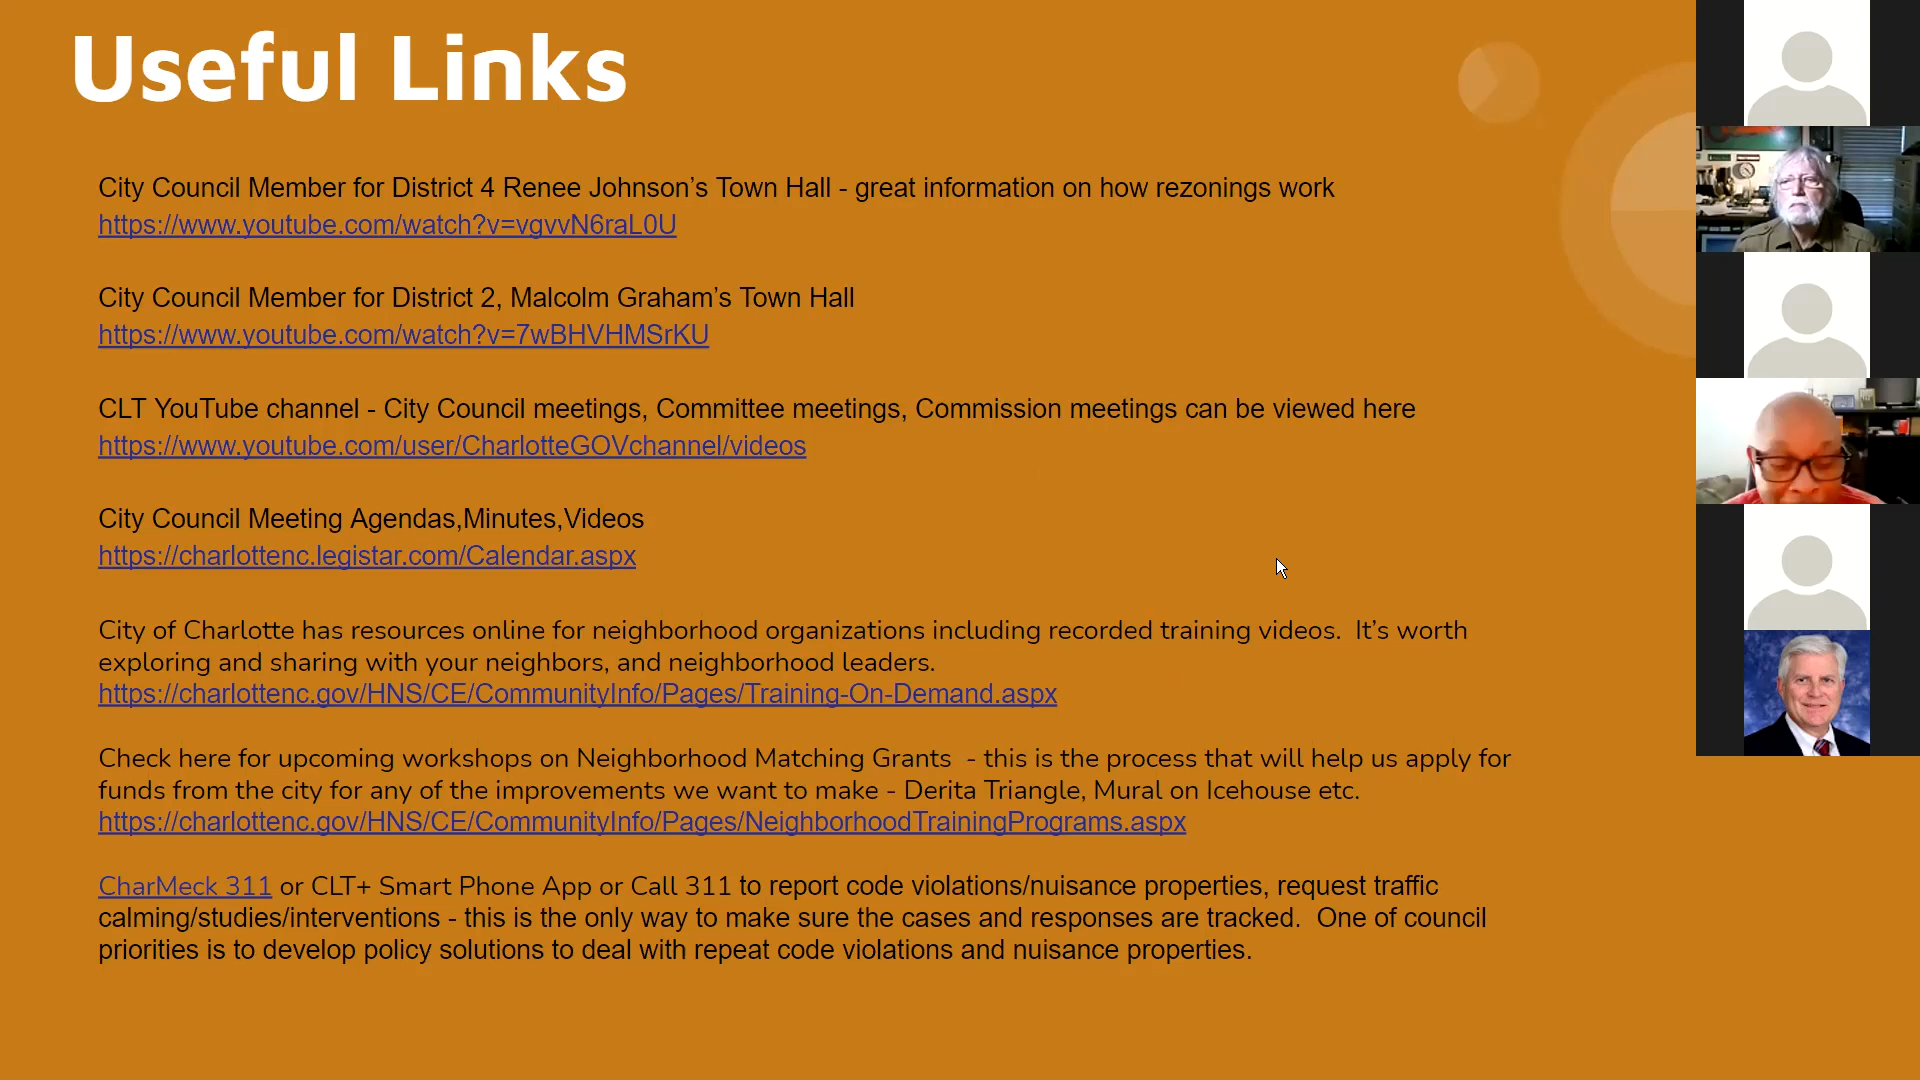 Useful Links
City Council Member for District 4 Renee Johnson’s Town Hall - great information on how rezonings work
https://www.youtube.com/watch?v=vgvvN6raL0U
City Council Member for District 2, Malcolm Graham’s Town Hall
https://www.youtube.com/watch?v=7wBHVHMSrKU
CLT YouTube channel - City Council meetings, Committee meetings, Commission meetings can be viewed here
https://www.youtube.com/user/CharlotteGOVchannel/videos
City Council Meeting Agendas,Minutes,Videos
https://charlottenc.legistar.com/Calendar.aspx
City of Charlotte has resources online for neighborhood organizations including recorded training videos.  It’s worth
exploring and sharing with your neighbors, and neighborhood leaders.
https://charlottenc.gov/HNS/CE/CommunityInfo/Pages/Training-On-Demand.aspx
Check here for upcoming workshops on Neighborhood Matching Grants  - this is the process that will help us apply for
funds from the city for any of the improvements we want to make - Derita Triangle, Mural on Icehouse etc.
https://charlottenc.gov/HNS/CE/CommunityInfo/Pages/NeighborhoodTrainingPrograms.aspx
CharMeck 311 or CLT+ Smart Phone App or Call 311 to report code violations/nuisance properties, request traffic
calming/studies/interventions - this is the only way to make sure the cases and responses are tracked.  One of council
priorities is to develop policy solutions to deal with repeat code violations and nuisance properties.